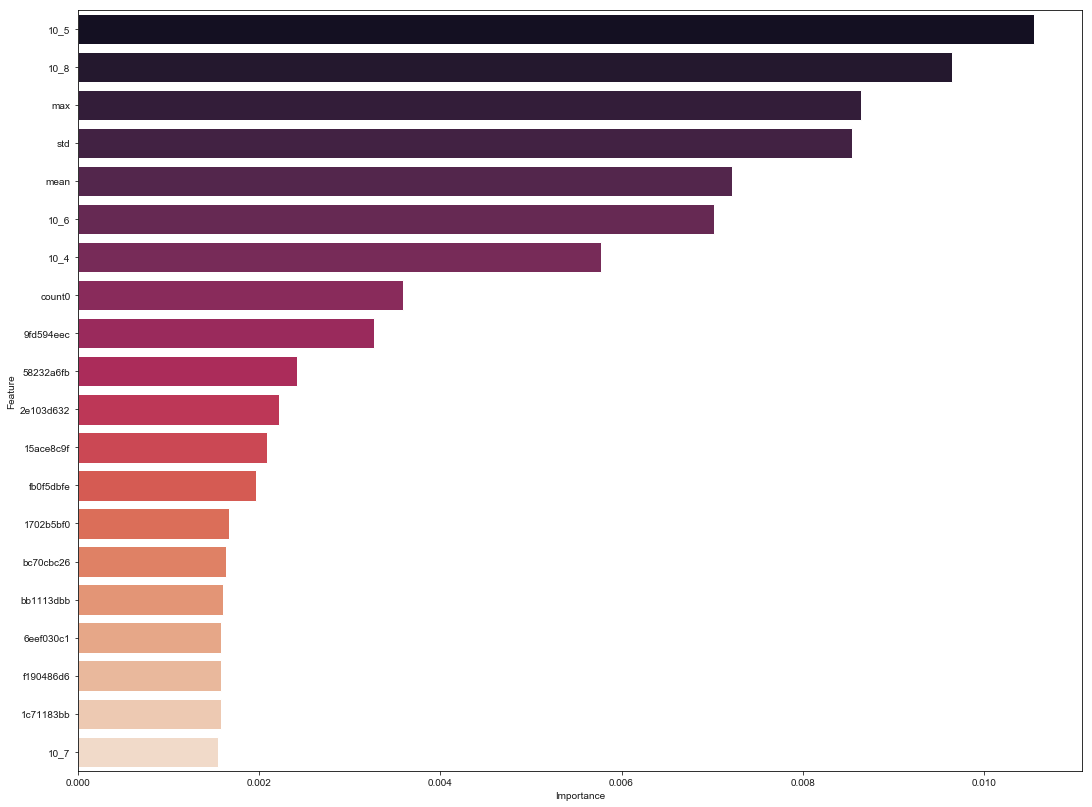 10_5
10_8
max
std
mean
10_6
10_4
count0
9fd594eec
58232a6fb
2e103d632
15ace8c9f
fb0f5dbfe
1702b5bf0
bc70cbc26
bb1113dbb
6eef030c1
f190486d6
1c71183bb
10_7
Feature
0.000 0.002 0.004 0.006 0.008 0.010
Importance